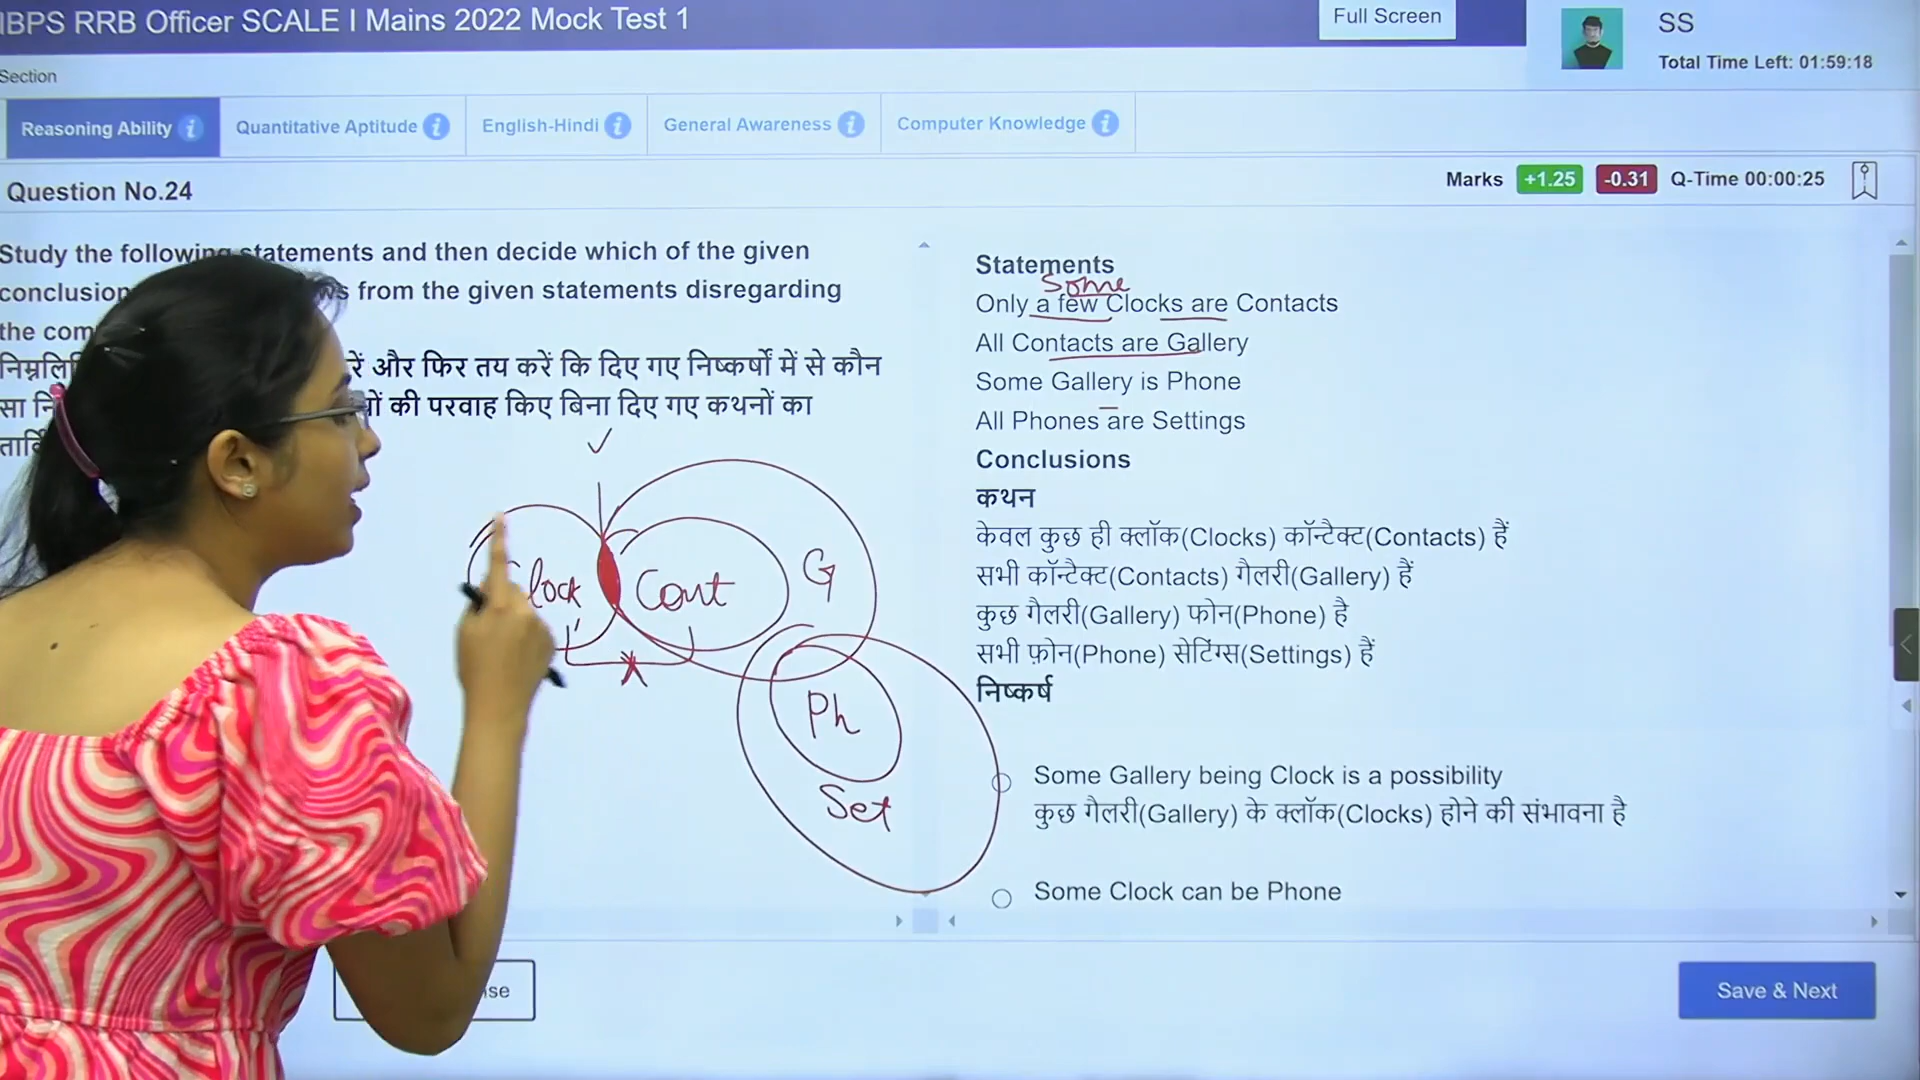 IBPS RRB Officer SCALE I Mains 2022 Mock Test 1
Full Screen
SS
Total Time Left: 01:59:18
Section
Reasoning Ability
Quantitative Aptitude
English-Hindi
General Awareness
Computer Knowledge
Question No.24
Marks +1.25 -0.31 Q-Time 00:00:25
Study the following statements and then decide which of the given
from the given statements disregarding
the
और फिर तय करें कि दिए गए निष्कर्षों में से कौन
सा
की परवाह किए बिना दिए गए कथनों का
Statements
Some
Only a few Clocks are Contacts
All Contacts are Gallery
Some Gallery is Phone
All Phones are Settings
Conclusions
कथन
केवल कुछ ही क्लॉक(Clocks) कॉन्टैक्ट(Contacts) हैं
सभी कॉन्टैक्ट(Contacts) गैलरी(Gallery) हैं
कुछ गैलरी(Gallery) फोन(Phone) है
सभी फ़ोन(Phone) सेटिंग्स(Settings) हैं
निष्कर्ष
Some Gallery being Clock is a possibility
कुछ गैलरी(Gallery) के क्लॉक(Clocks) होने की संभावना है
Some Clock can be Phone
Cont
G
Ph
Set
Save & Next